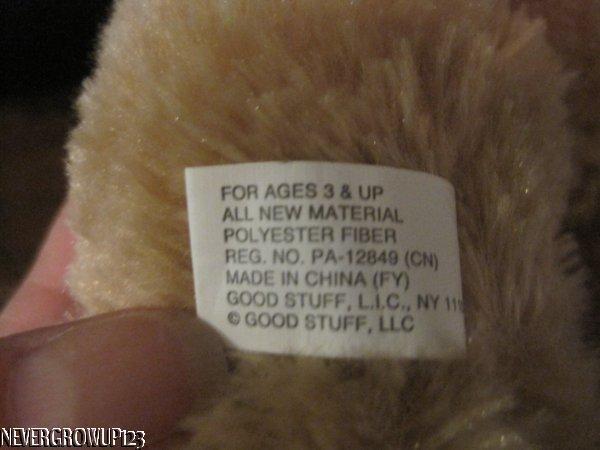 FOR AGES 3 & UP
ALL NEW MATERIAL
POLYESTER FIBER
REG. NO. PA-12849 (CN)
MADE IN CHINA (FY)
GOOD STUFF, L.I.C., NY
© GOOD STUFF, LLC
NEVERGROWUP123